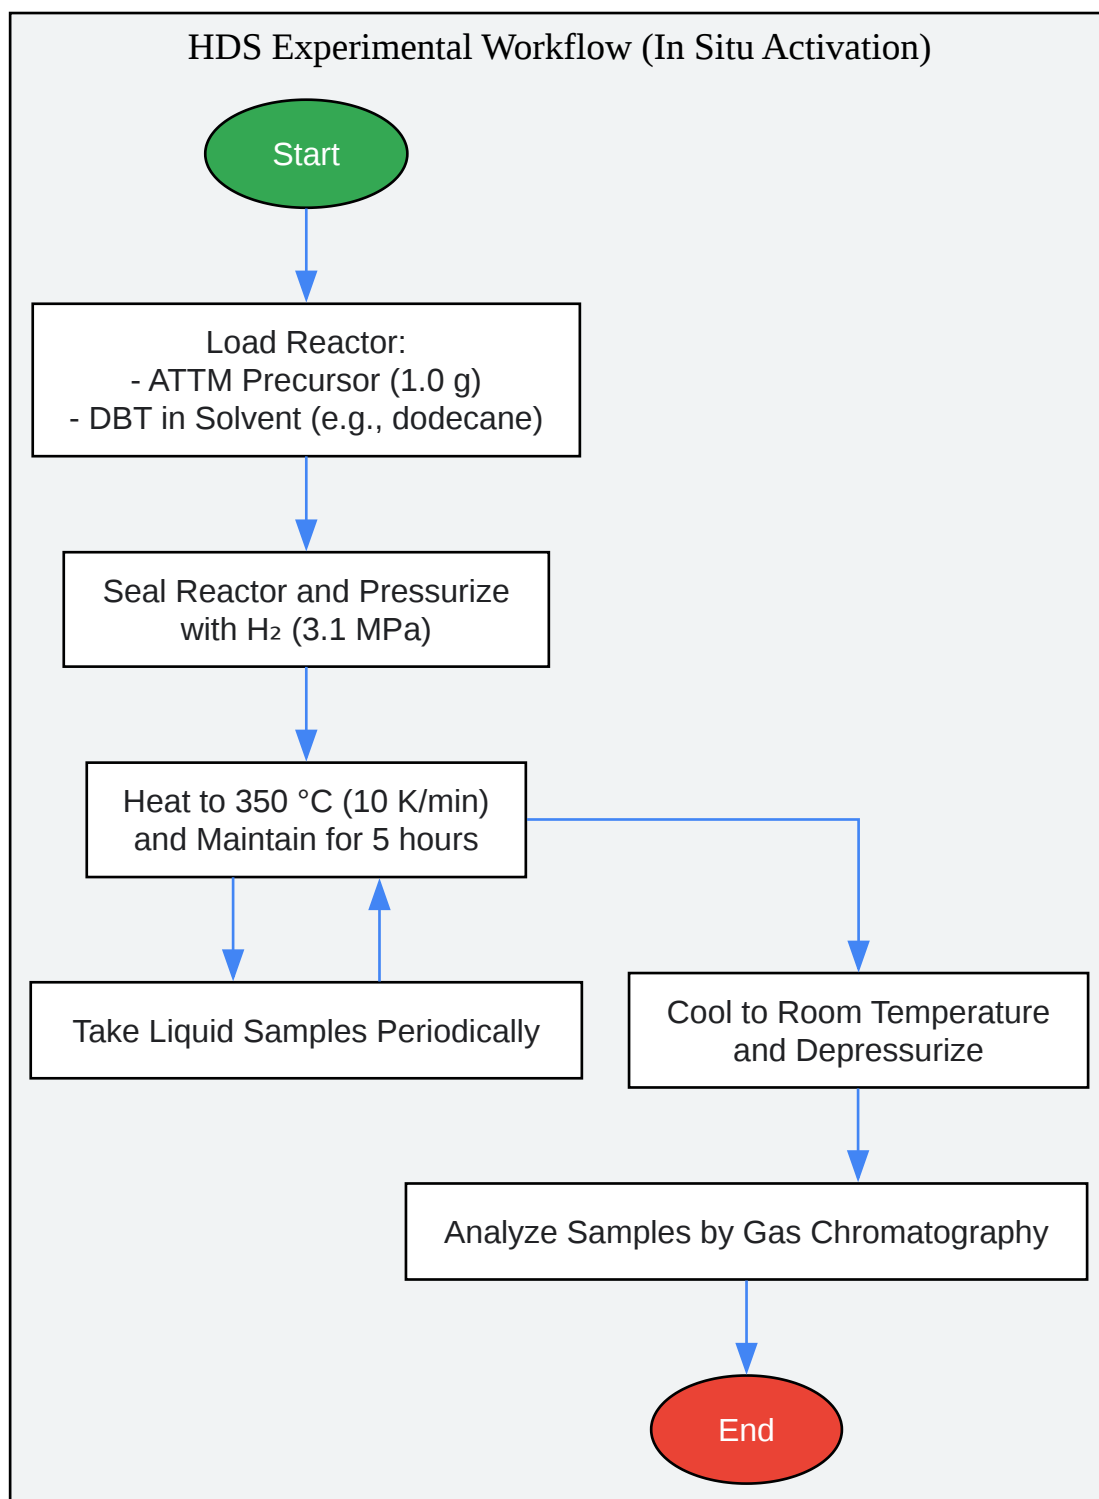 HDS Experimental Workflow (In Situ Activation)
Start
Load Reactor:
- ATTM Precursor (1.0 g)
- DBT in Solvent (e.g., dodecane)
Seal Reactor and Pressurize
with H₂ (3.1 MPa)
Heat to 350 °C (10 K/min)
and Maintain for 5 hours
Take Liquid Samples Periodically
Cool to Room Temperature
and Depressurize
Analyze Samples by Gas Chromatography
End